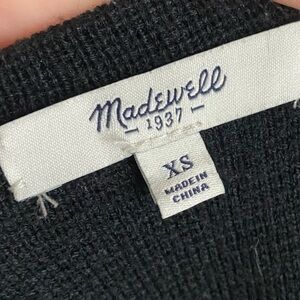 Madewell
— 1937 —
XS
MADE IN
CHINA